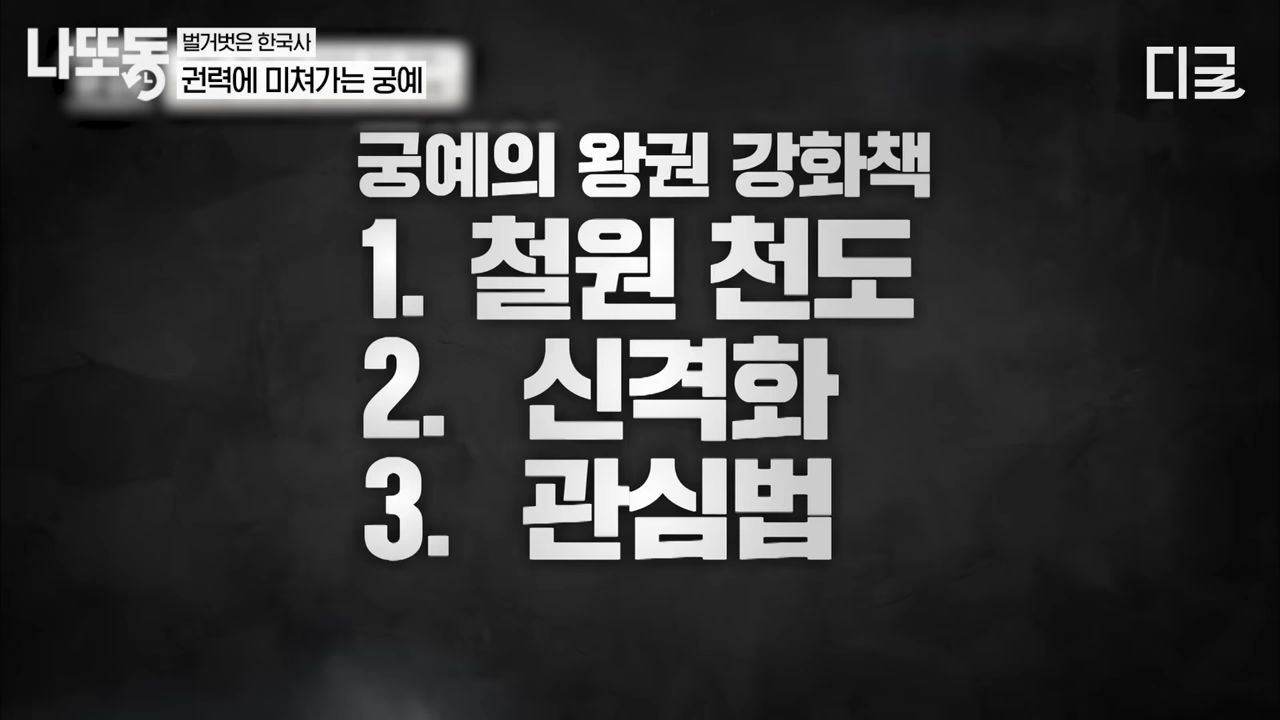 나또동
벌거벗은 한국사
권력에 미쳐가는 궁예
디글
궁예의 왕권 강화책
1. 철원 천도
2. 신격화
3. 관심법